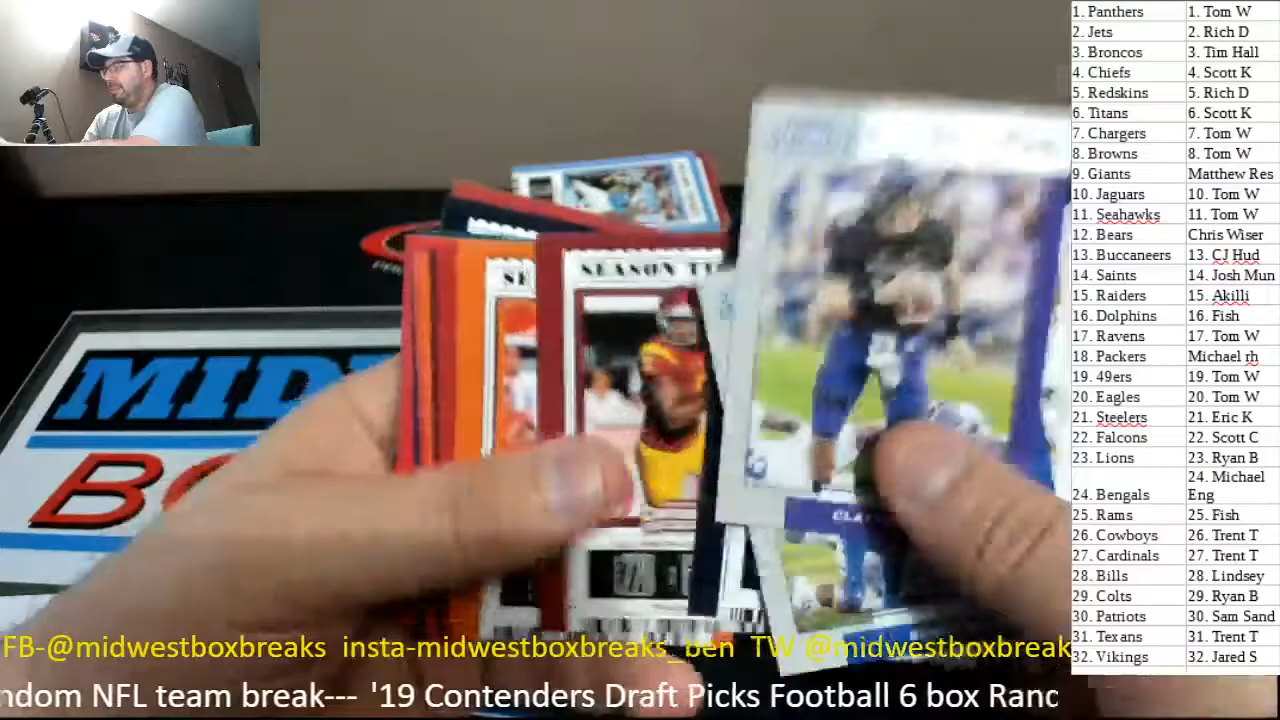 1. Panthers 1. Tom W
2. Jets 2. Rich D
3. Broncos 3. Tim Hall
4. Chiefs 4. Scott K
5. Redskins 5. Rich D
6. Titans 6. Scott K
7. Chargers 7. Tom W
8. Browns 8. Tom W
9. Giants Matthew Res
10. Jaguars 10. Tom W
11. Seahawks 11. Tom W
12. Bears Chris Wiser
13. Buccaneers 13. CJ Hud
14. Saints 14. Josh Mun
15. Raiders 15. Akilli
16. Dolphins 16. Fish
17. Ravens 17. Tom W
18. Packers Michael rh
19. 49ers 19. Tom W
20. Eagles 20. Tom W
21. Steelers 21. Eric K
22. Falcons 22. Scott C
23. Lions 23. Ryan B
24. Bengals 24. Michael Eng
25. Rams 25. Fish
26. Cowboys 26. Trent T
27. Cardinals 27. Trent T
28. Bills 28. Lindsey
29. Colts 29. Ryan B
30. Patriots 30. Sam Sand
31. Texans 31. Trent T
32. Vikings 32. Jared S
SEASON
MID
B
CLA
FB-@midwestboxbreaks insta-midwestboxbreaks_ben TW @midwestboxbreak
ndom NFL team break--- '19 Contenders Draft Picks Football 6 box Ranc